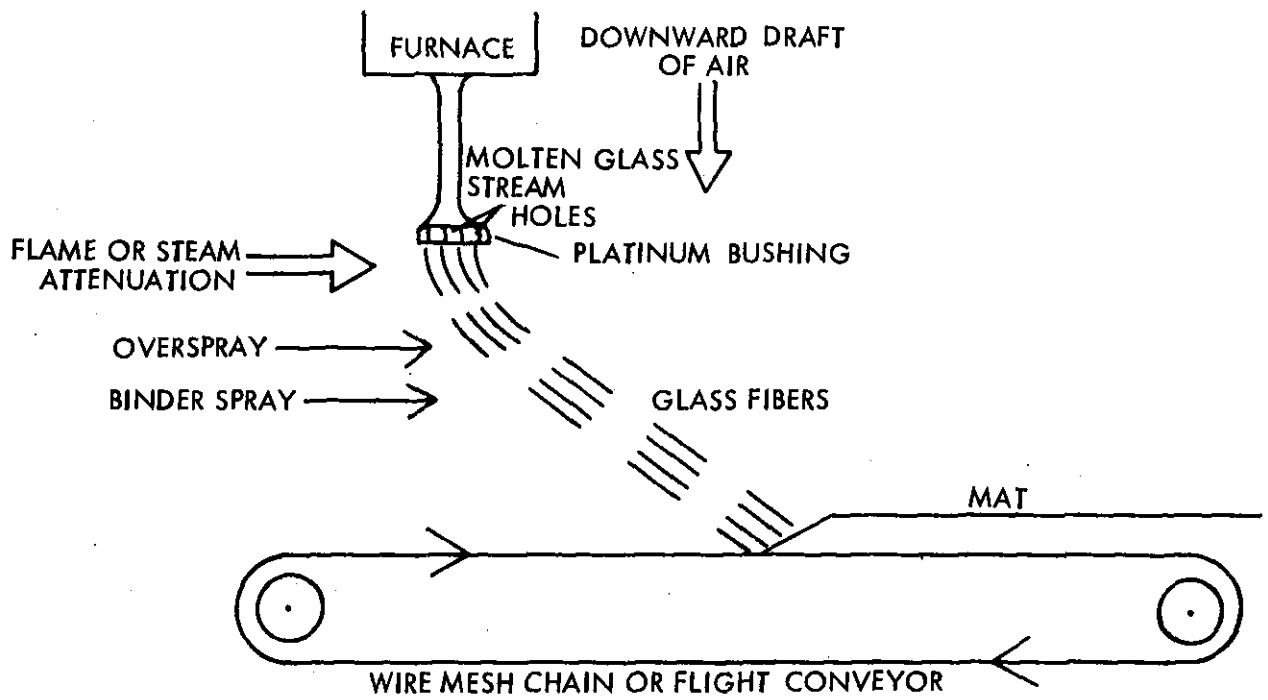 FURNACE
DOWNWARD DRAFT
OF AIR
MOLTEN GLASS
STREAM
HOLES
PLATINUM BUSHING
FLAME OR STEAM
ATTENUATION
OVERSPRAY
BINDER SPRAY
GLASS FIBERS
MAT
WIRE MESH CHAIN OR FLIGHT CONVEYOR